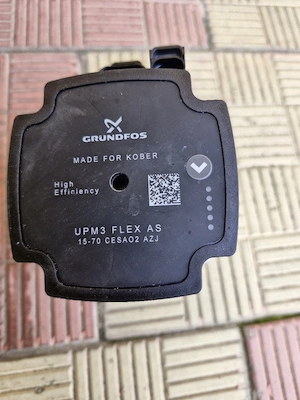 GRUNDFOS
MADE FOR KOBER
High
Efficiency
UPM3 FLEX AS
15-70 CESAO2 AZJ